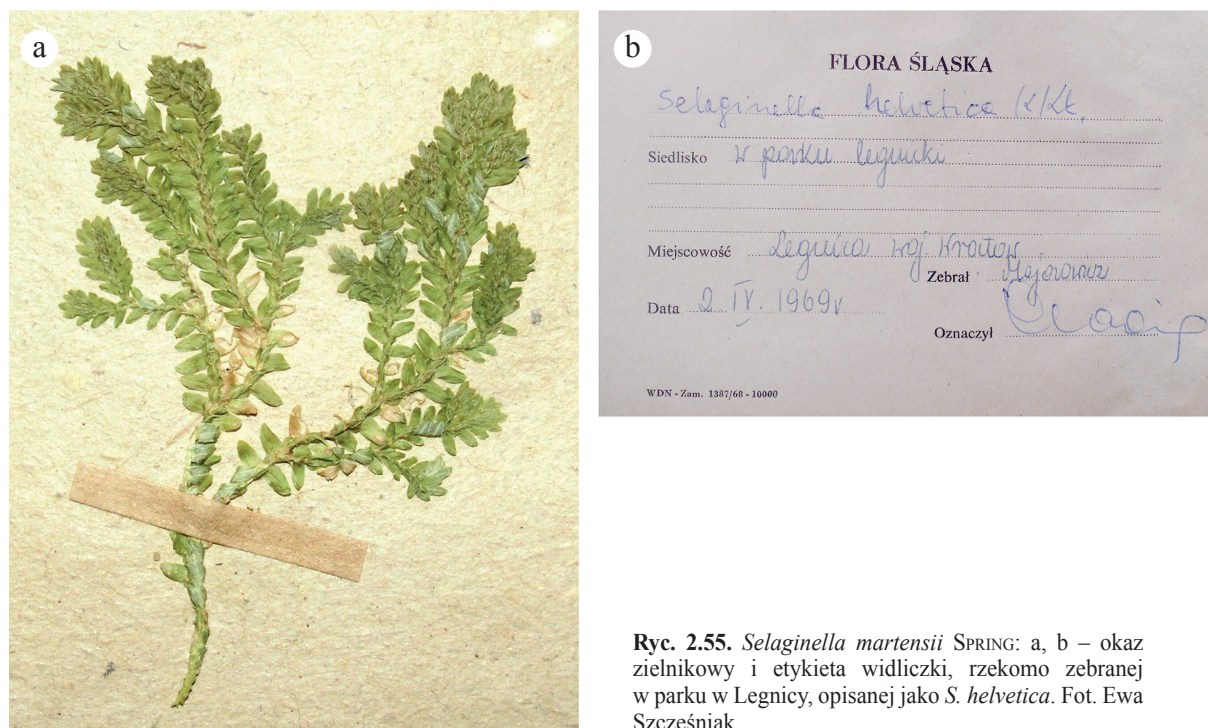 a
b
FLORA ŚLĄSKA
Selaginella helvetica /L/Lk.
Siedlisko w parku legnicki
Miejscowość Legnica woj. Wrocław
Zebrał Majorowicz
Data 2 IV. 1969r
Oznaczył
WDN - Zam. 1387/68 - 10000
Ryc. 2.55. Selaginella martensii SPRING: a, b – okaz
zielnikowy i etykieta widliczki, rzekomo zebranej
w parku w Legnicy, opisanej jako S. helvetica. Fot. Ewa
Szcześniak